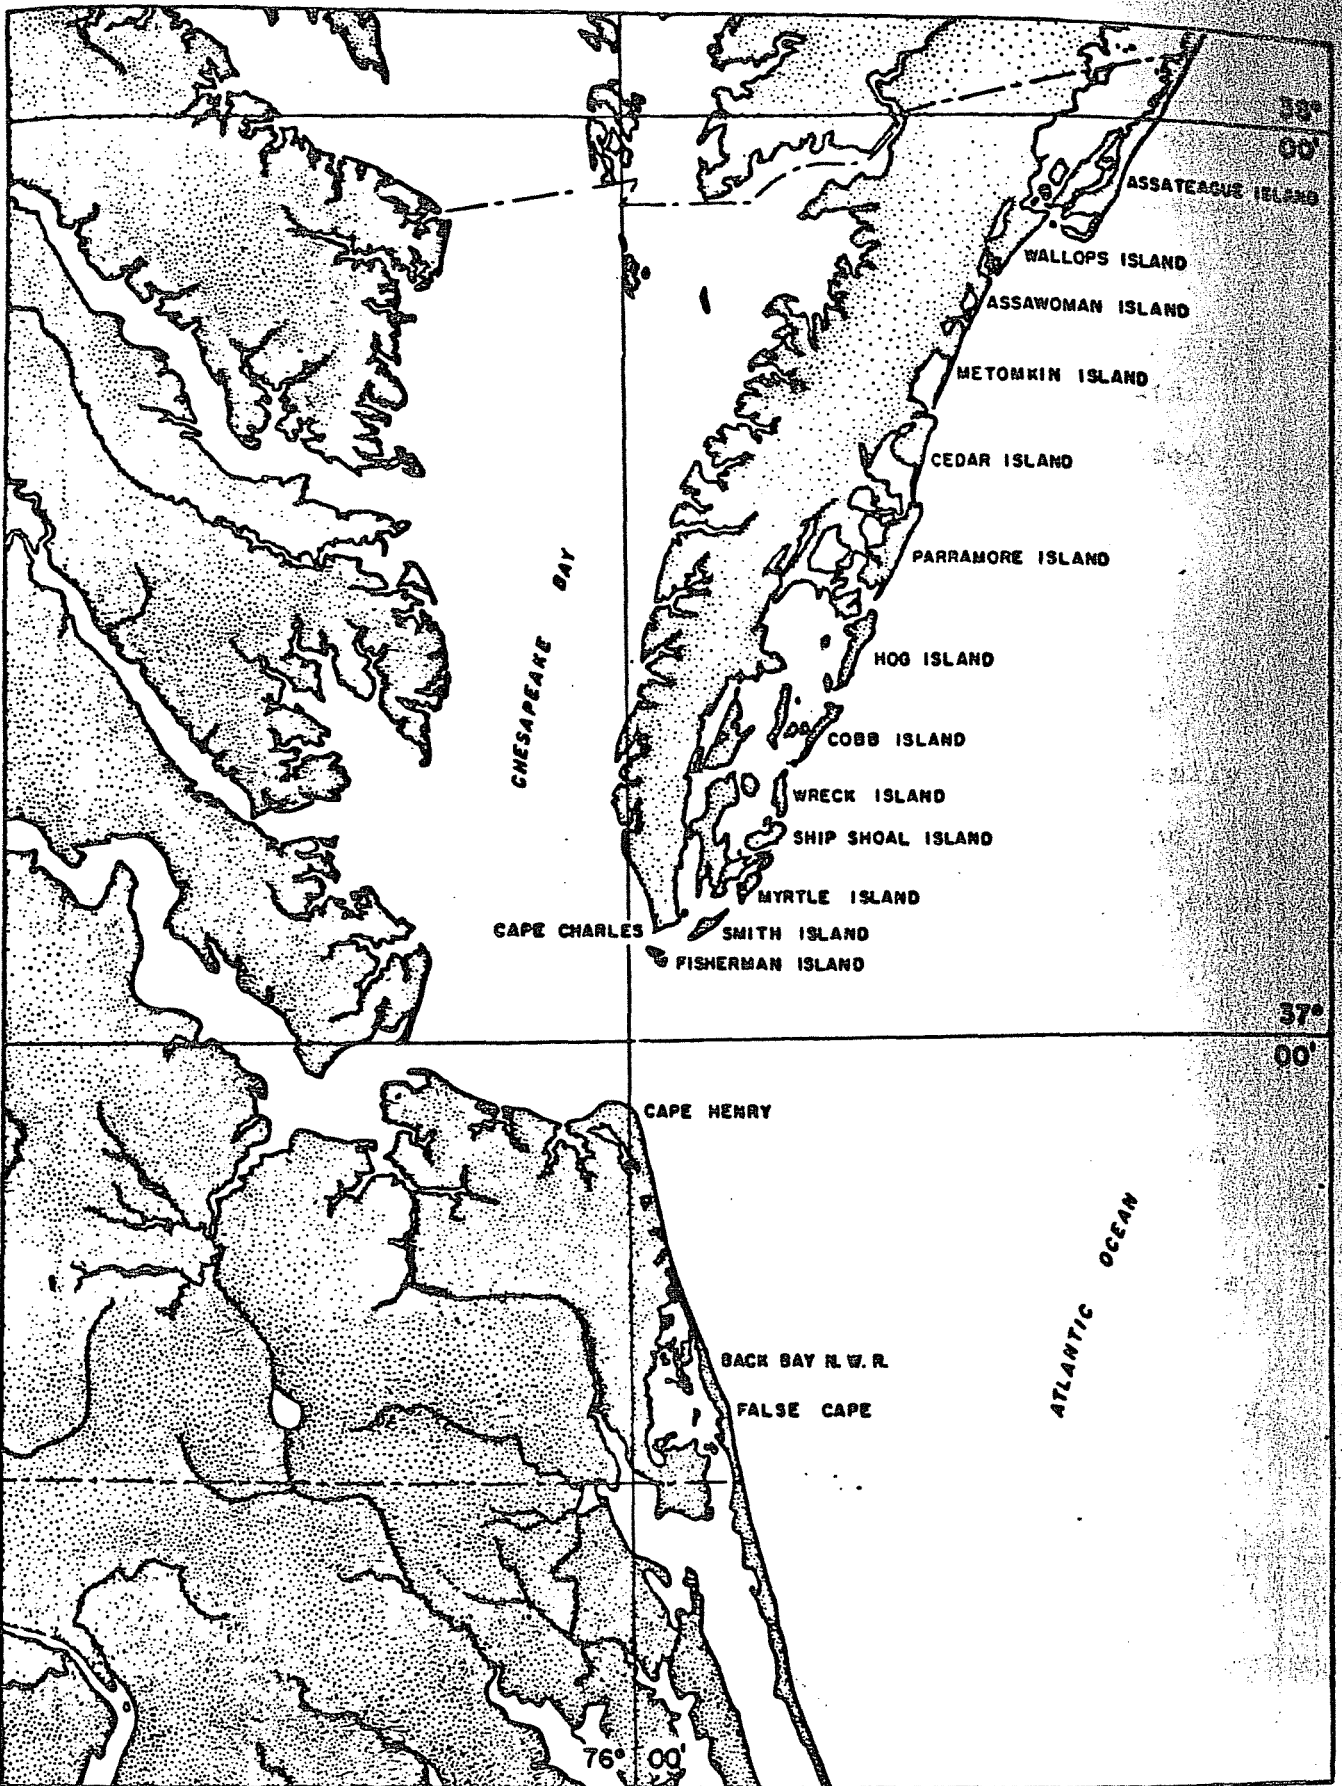 38°
00'
ASSATEAGUE ISLAND
WALLOPS ISLAND
ASSAWOMAN ISLAND
METOMKIN ISLAND
CEDAR ISLAND
PARRAMORE ISLAND
CHESAPEAKE BAY
HOG ISLAND
COBB ISLAND
WRECK ISLAND
SHIP SHOAL ISLAND
MYRTLE ISLAND
CAPE CHARLES
SMITH ISLAND
FISHERMAN ISLAND
37°
00'
CAPE HENRY
ATLANTIC OCEAN
BACK BAY N.W.R.
FALSE CAPE
76° 00'